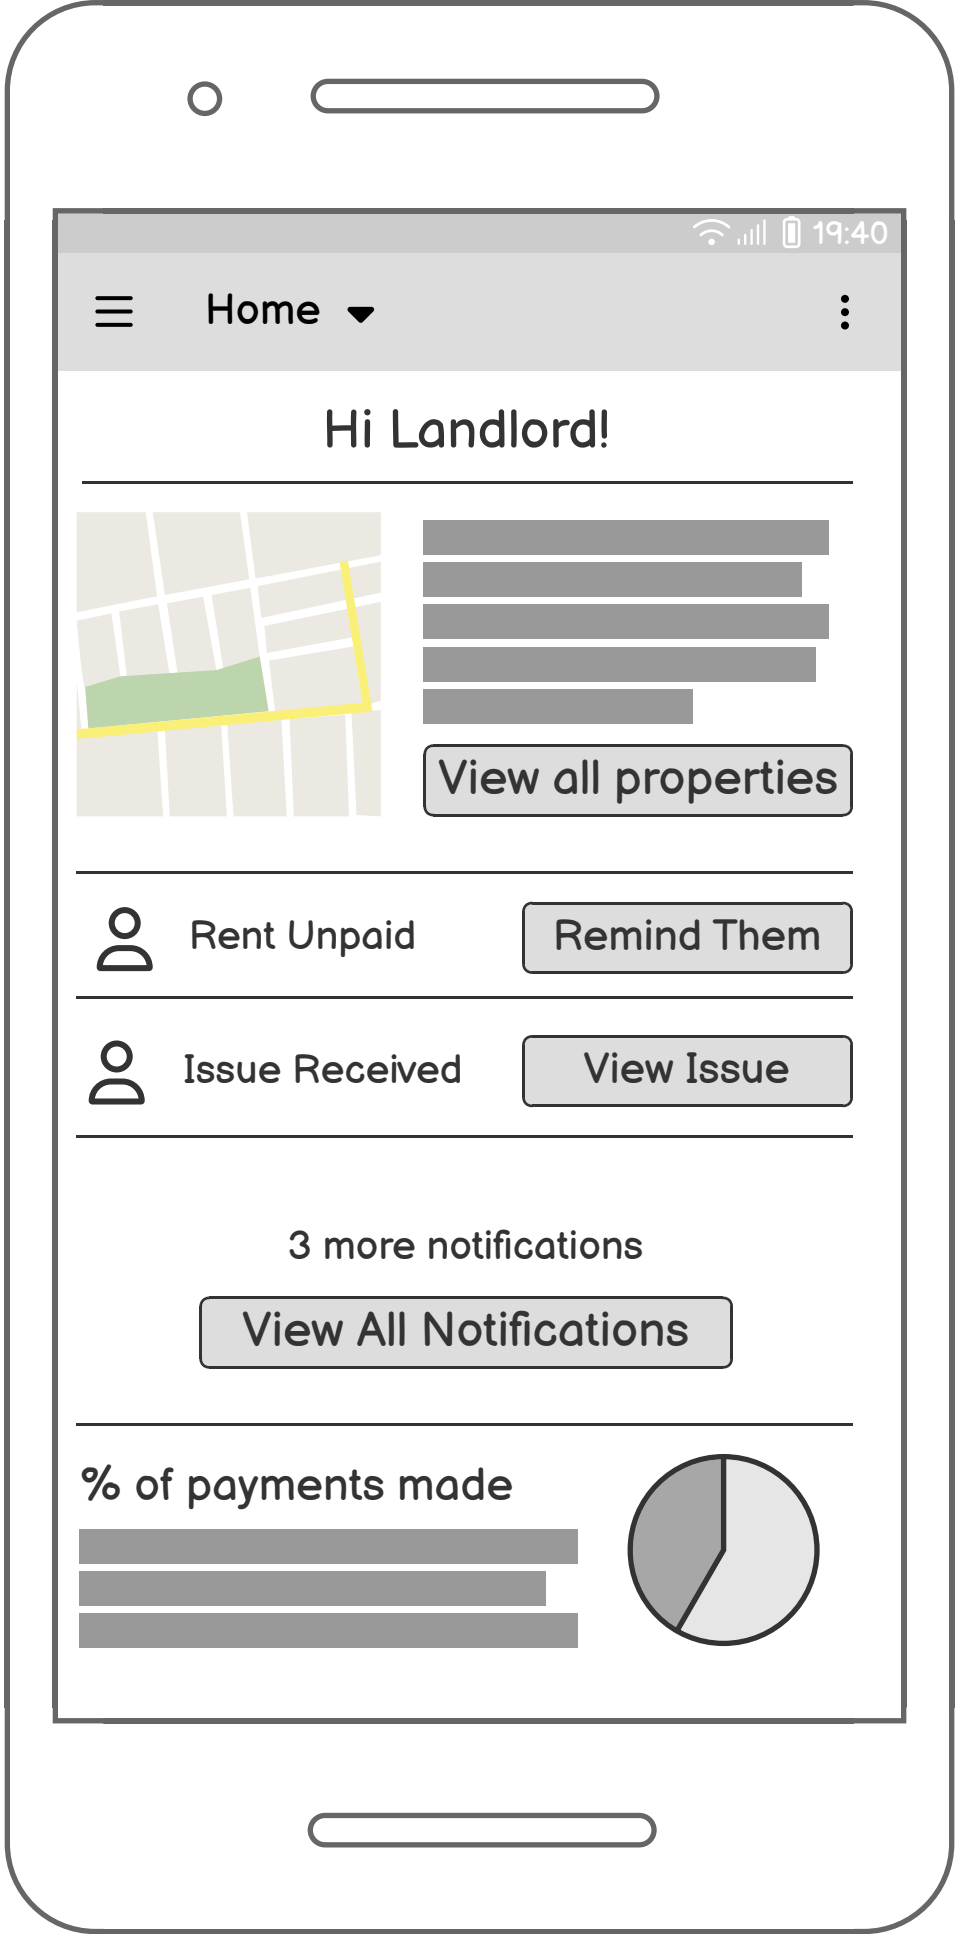 19:40
Home
Hi Landlord!
View all properties
Rent Unpaid
Remind Them
Issue Received
View Issue
3 more notifications
View All Notifications
% of payments made